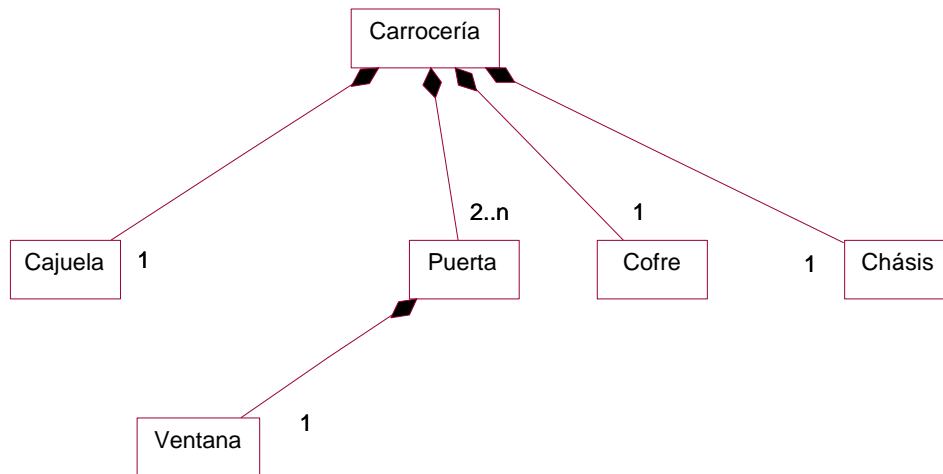 Carrocería
2..n
1
Cajuela
1
Puerta
Cofre
1
Chásis
1
Ventana